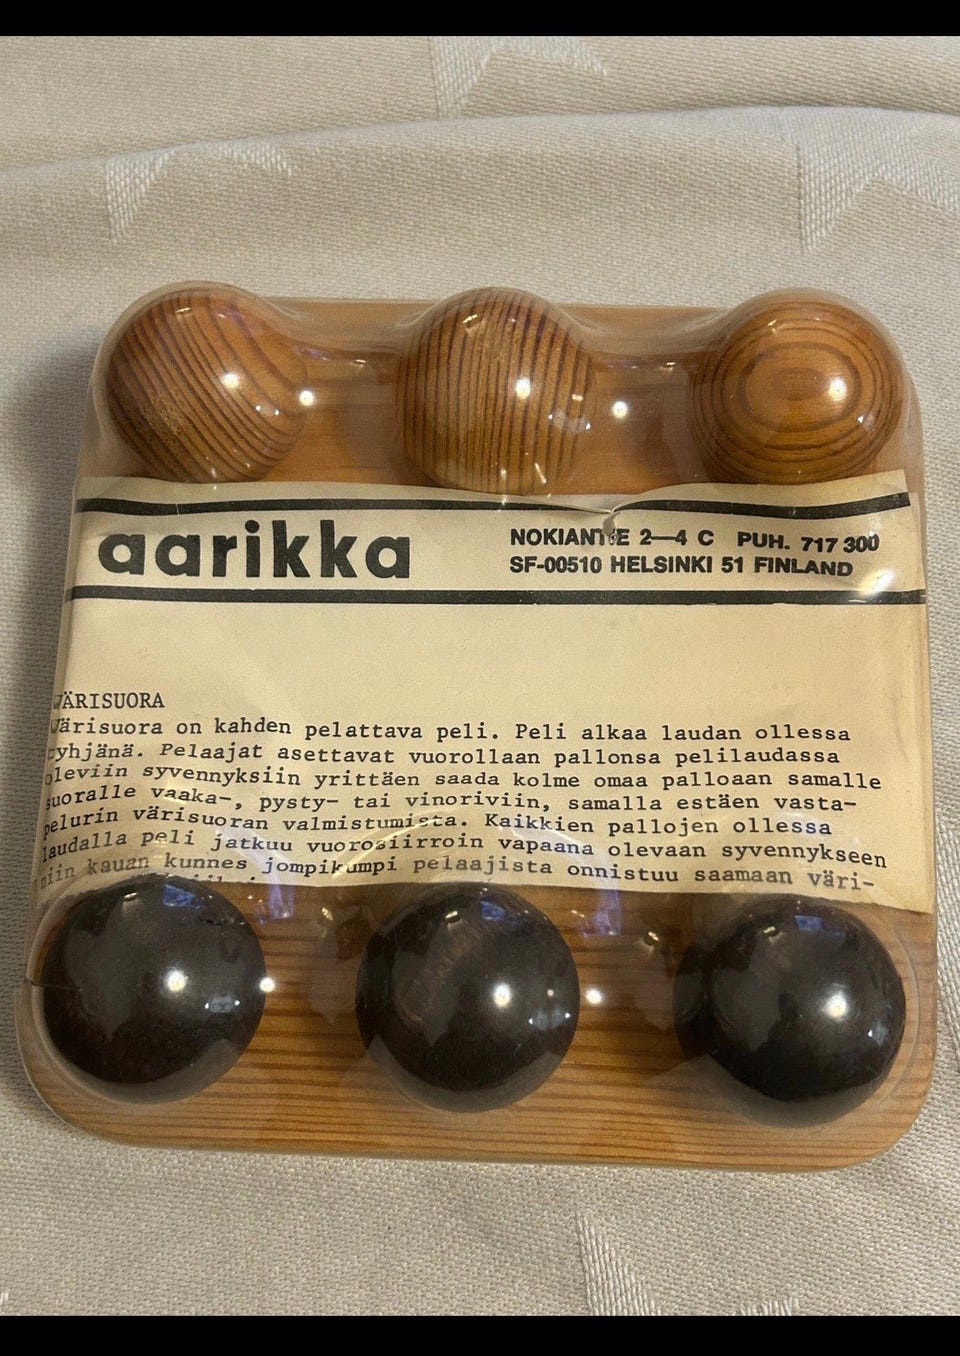 aarikka
NOKIANTIE 2—4 C PUH. 717 300
SF-00510 HELSINKI 51 FINLAND
VÄRISUORA
Värisuora on kahden pelattava peli. Peli alkaa laudan ollessa
tyhjänä. Pelaajat asettavat vuorollaan pallonsa pelilaudassa
oleviin syvennyksiin yrittäen saada kolme omaa palloaan samalle
suoralle vaaka-, pysty- tai vinoriviin, samalla estäen vasta-
pelurin värisuoran valmistumista. Kaikkien pallojen ollessa
laudalla peli jatkuu vuorosiirroin vapaana olevaan syvennykseen
niin kauan kunnes jompikumpi pelaajista onnistuu saamaan väri-